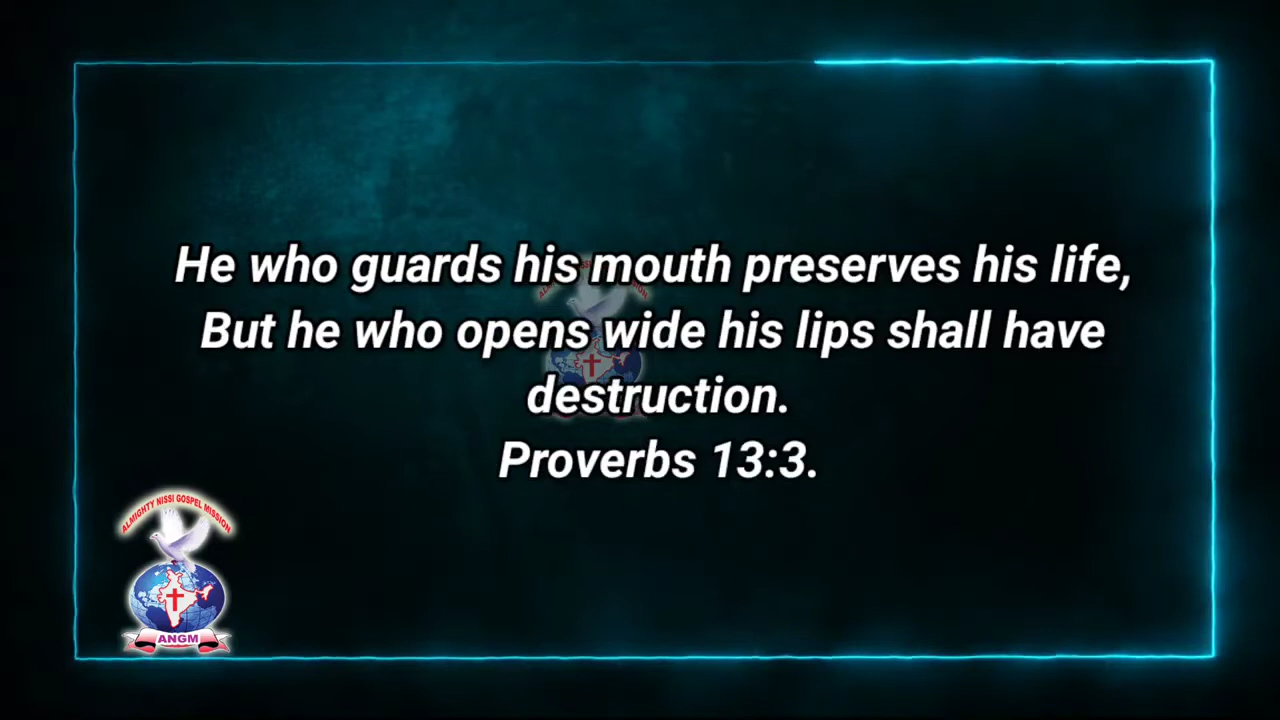 He who guards his mouth preserves his life,
But he who opens wide his lips shall have
destruction.
Proverbs 13:3.
ALMIGHTY NISSI GOSPEL MISSION
ANGM